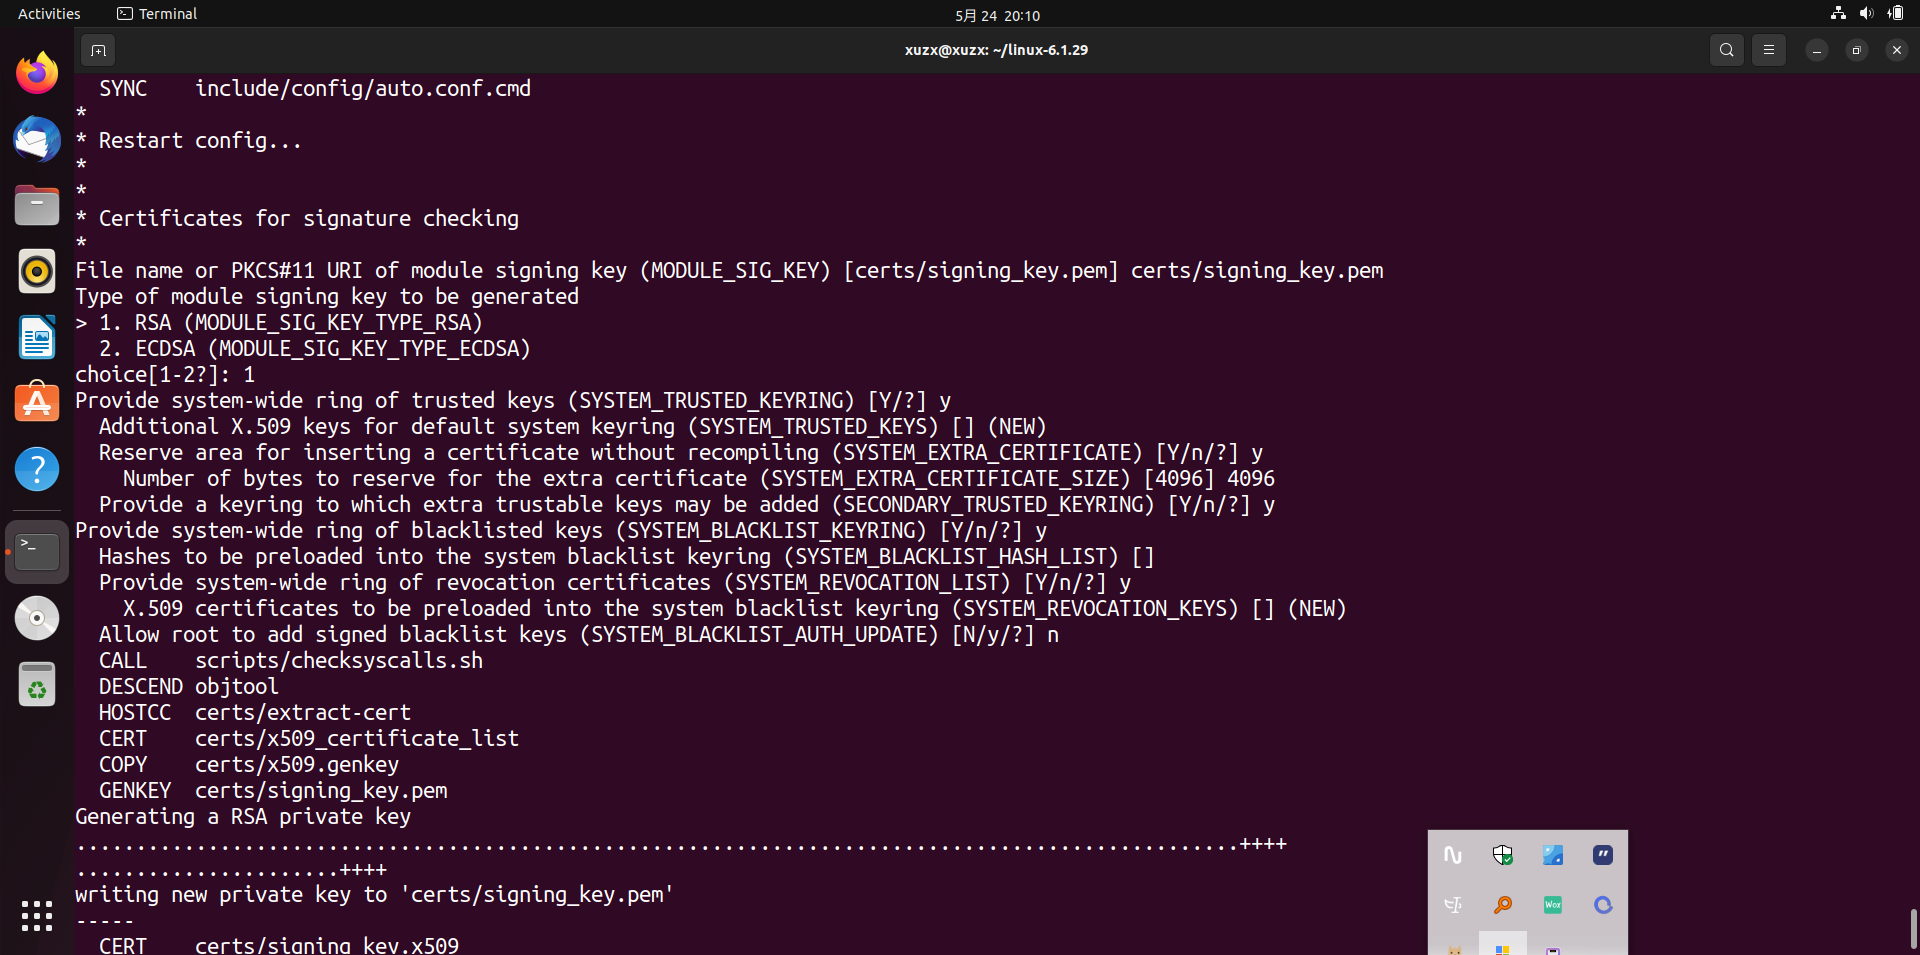 Activities
Terminal
5月 24 20:10
xuzx@xuzx: ~/linux-6.1.29
  SYNC    include/config/auto.conf.cmd
*
* Restart config...
*
*
* Certificates for signature checking
*
File name or PKCS#11 URI of module signing key (MODULE_SIG_KEY) [certs/signing_key.pem] certs/signing_key.pem
Type of module signing key to be generated
> 1. RSA (MODULE_SIG_KEY_TYPE_RSA)
  2. ECDSA (MODULE_SIG_KEY_TYPE_ECDSA)
choice[1-2?]: 1
Provide system-wide ring of trusted keys (SYSTEM_TRUSTED_KEYRING) [Y/?] y
  Additional X.509 keys for default system keyring (SYSTEM_TRUSTED_KEYS) [] (NEW)
  Reserve area for inserting a certificate without recompiling (SYSTEM_EXTRA_CERTIFICATE) [Y/n/?] y
    Number of bytes to reserve for the extra certificate (SYSTEM_EXTRA_CERTIFICATE_SIZE) [4096] 4096
  Provide a keyring to which extra trustable keys may be added (SECONDARY_TRUSTED_KEYRING) [Y/n/?] y
Provide system-wide ring of blacklisted keys (SYSTEM_BLACKLIST_KEYRING) [Y/n/?] y
  Hashes to be preloaded into the system blacklist keyring (SYSTEM_BLACKLIST_HASH_LIST) []
  Provide system-wide ring of revocation certificates (SYSTEM_REVOCATION_LIST) [Y/n/?] y
    X.509 certificates to be preloaded into the system blacklist keyring (SYSTEM_REVOCATION_KEYS) [] (NEW)
  Allow root to add signed blacklist keys (SYSTEM_BLACKLIST_AUTH_UPDATE) [N/y/?] n
  CALL    scripts/checksyscalls.sh
  DESCEND objtool
  HOSTCC  certs/extract-cert
  CERT    certs/x509_certificate_list
  COPY    certs/x509.genkey
  GENKEY  certs/signing_key.pem
Generating a RSA private key
.................................................................................................++++
......................++++
writing new private key to 'certs/signing_key.pem'
-----
  CERT    certs/signing_key.x509
Wox